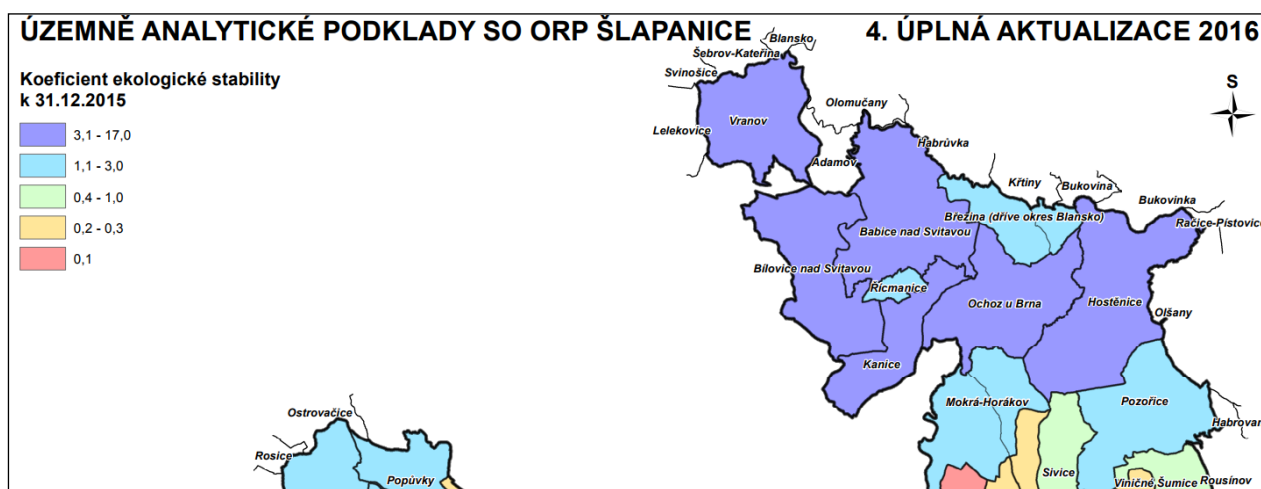 ÚZEMNĚ ANALYTICKÉ PODKLADY SO ORP ŠLAPANICE
4. ÚPLNÁ AKTUALIZACE 2016
Koeficient ekologické stability
k 31.12.2015
3,1 - 17,0
1,1 - 3,0
0,4 - 1,0
0,2 - 0,3
0,1
S
Blansko
Šebrov-Kateřina
Svinošice
Olomučany
Vranov
Lelekovice
Habrůvka
Adamov
Křtiny
Bukovina
Bukovinka
Březina (dříve okres Blansko)
Račice-Pístovice
Babice nad Svitavou
Bílovice nad Svitavou
Řícmanice
Ochoz u Brna
Hostěnice
Olšany
Kanice
Mokrá-Horákov
Pozořice
Ostrovačice
Habrovan
Rosice
Popůvky
Sivice
Viničné Šumice
Rousínov